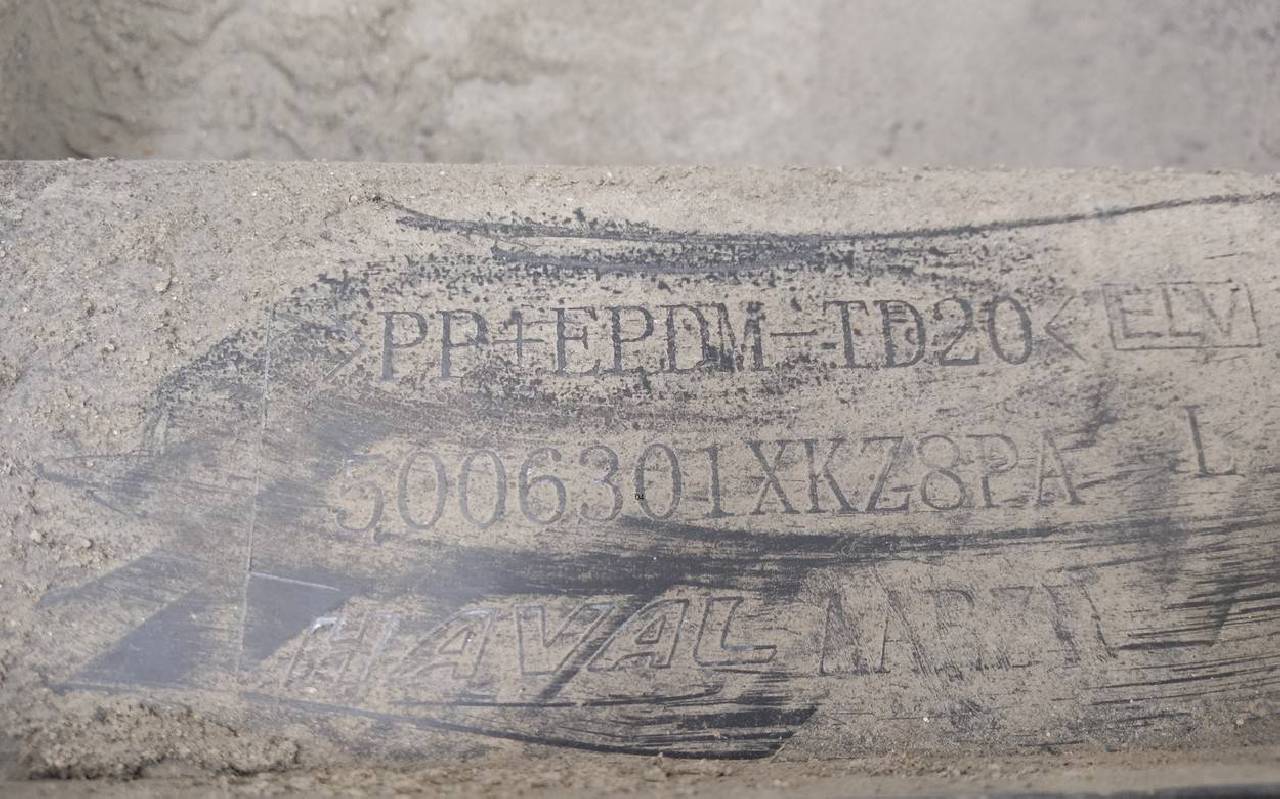 >PP+EPDM-TD20< ELV
5006301XKZ8PA L
HAVAL